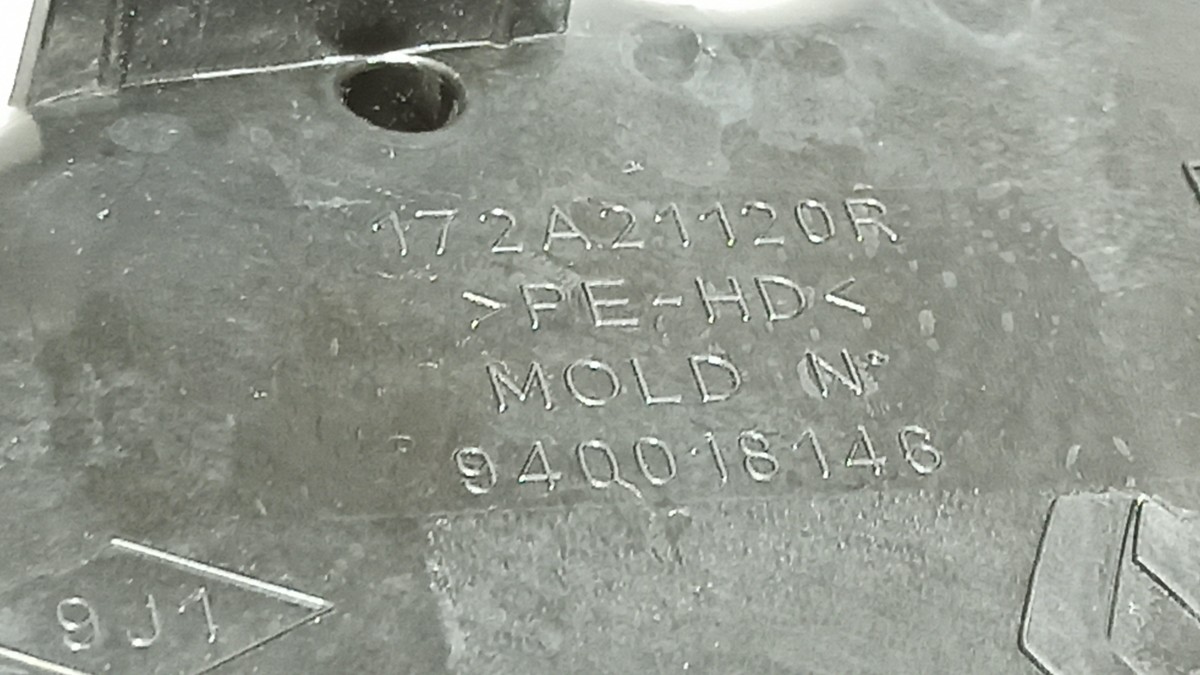 172A21120R
>PE-HD<
MOLD N°
940018146
9J1